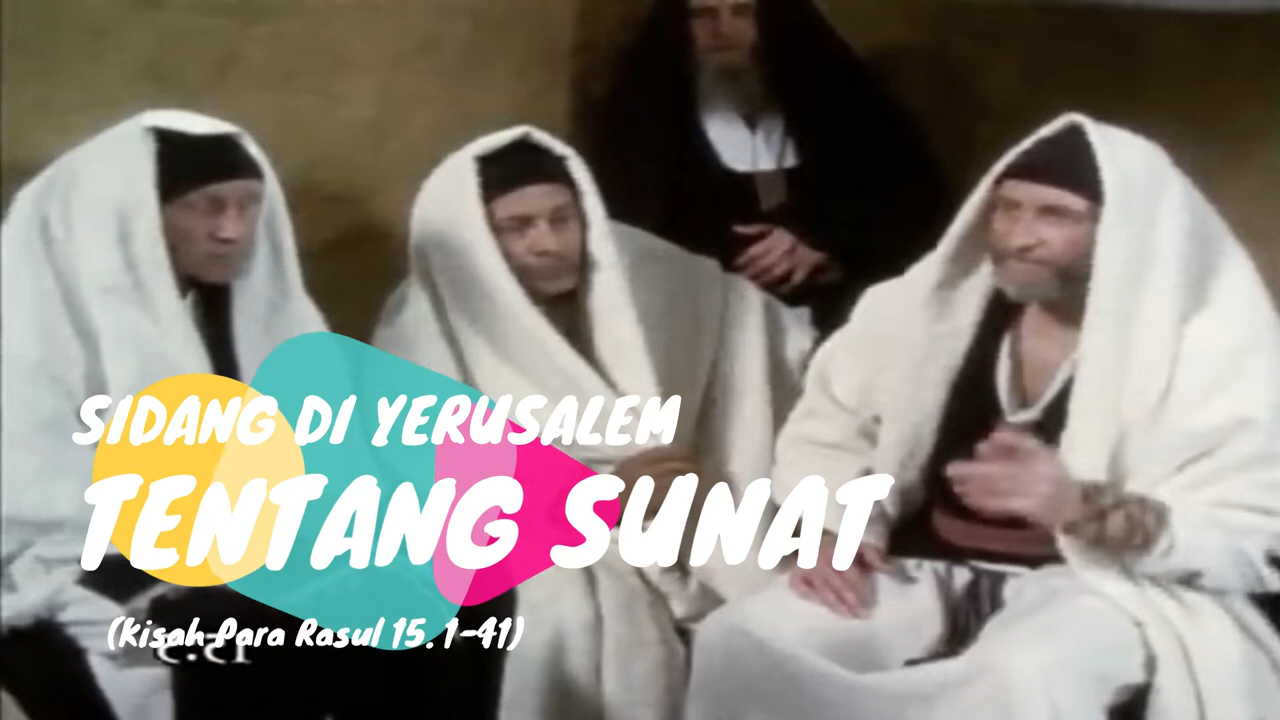 SIDANG DI YERUSALEM
TENTANG SUNAT
(Kisah Para Rasul 15. 1-41)